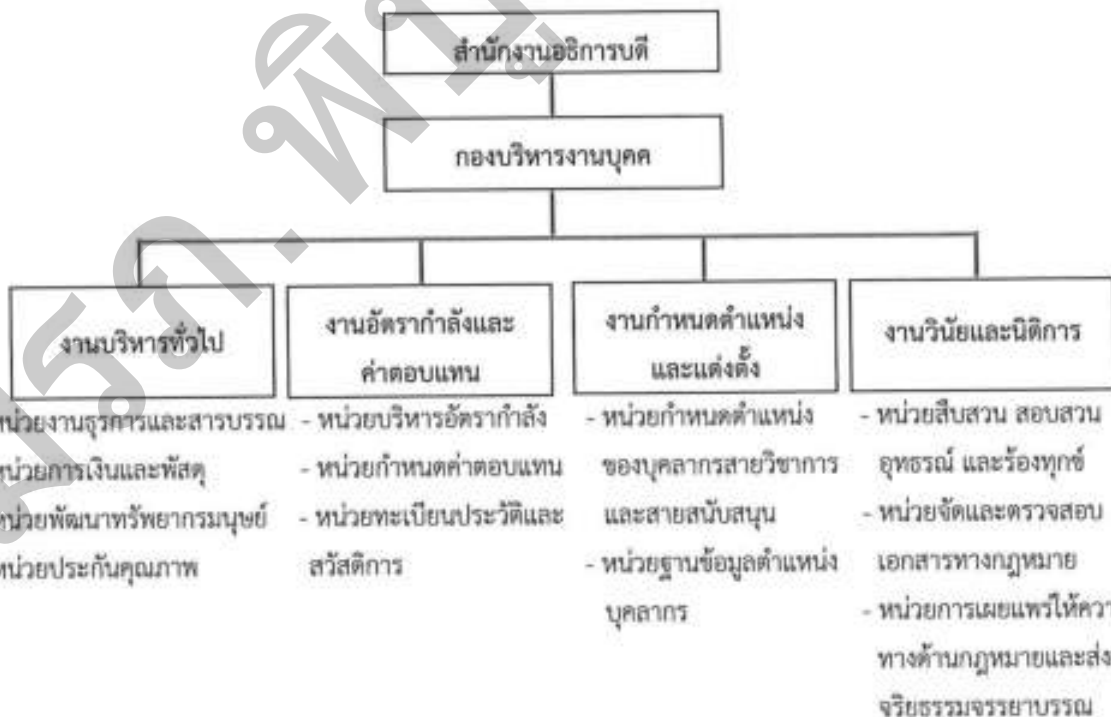 สำนักงานอธิการบดี
กองบริหารงานบุคค
งานบริหารทั่วไป
หน่วยงานธุรการและสารบรรณ
หน่วยการเงินและพัสดุ
หน่วยพัฒนาทรัพยากรมนุษย์
หน่วยประกันคุณภาพ
งานอัตรากำลังและ
ค่าตอบแทน
- หน่วยบริหารอัตรากำลัง
- หน่วยกำหนดค่าตอบแทน
- หน่วยทะเบียนประวัติและ
สวัสดิการ
งานกำหนดตำแหน่ง
และแต่งตั้ง
- หน่วยกำหนดตำแหน่ง
ของบุคลากรสายวิชาการ
และสายสนับสนุน
- หน่วยฐานข้อมูลตำแหน่ง
บุคลากร
งานวินัยและนิติการ
- หน่วยสืบสวน สอบสวน
อุทธรณ์ และร้องทุกข์
- หน่วยจัดและตรวจสอบ
เอกสารทางกฎหมาย
- หน่วยการเผยแพร่ให้ควา
ทางด้านกฎหมายและส่ง
จริยธรรมจรรยาบรรณ